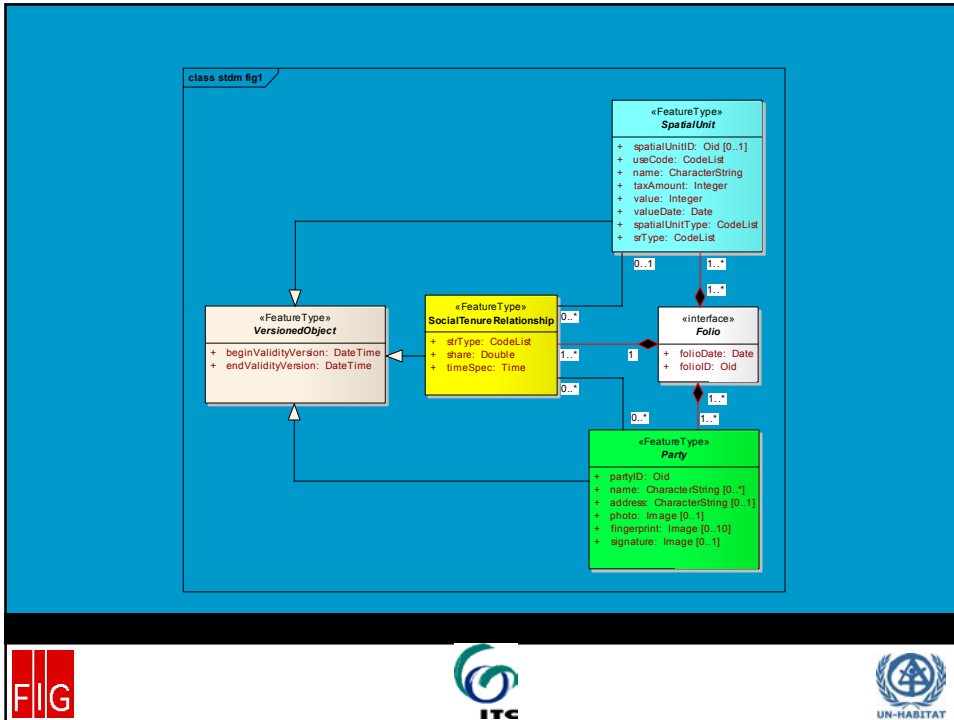 class stdm fig1
«FeatureType»
SpatialUnit
+ spatialUnitID: Oid [0..1]
+ useCode: CodeList
+ name: CharacterString
+ taxAmount: Integer
+ value: Integer
+ valueDate: Date
+ spatialUnitType: CodeList
+ srType: CodeList
0..1
1..*
1..*
«FeatureType»
VersionedObject
+ beginValidityVersion: DateTime
+ endValidityVersion: DateTime
«FeatureType»
SocialTenureRelationship
+ strType: CodeList
+ share: Double
+ timeSpec: Time
0..*
1..*
1
0..*
«interface»
Folio
+ folioDate: Date
+ folioID: Oid
1..*
0..*
1..*
«FeatureType»
Party
+ partyID: Oid
+ name: CharacterString [0..*]
+ address: CharacterString [0..1]
+ photo: Image [0..1]
+ fingerprint: Image [0..10]
+ signature: Image [0..1]
FIG
ITC
UN-HABITAT